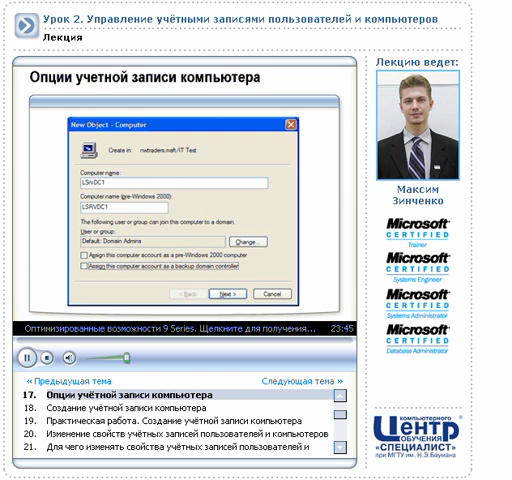 Урок 2. Управление учётными записями пользователей и компьютеров
Лекция
Опции учетной записи компьютера
New Object - Computer
Create in: nwtraders.msft/IT Test
Computer name:
LSrvDC1
Computer name (pre-Windows 2000):
LSRVDC1
The following user or group can join this computer to a domain.
User or group:
Default: Domain Admins
Change...
Assign this computer account as a pre-Windows 2000 computer
Assign this computer account as a backup domain controller
< Back
Next >
Cancel
Оптимизированные возможности 9 Series. Щелкните для получения... 23:45
« Предыдущая тема
Следующая тема »
17. Опции учётной записи компьютера
18. Создание учётной записи компьютера
19. Практическая работа. Создание учётной записи компьютера
20. Изменение свойств учётных записей пользователей и компьютеров
21. Для чего изменять свойства учётных записей пользователей и
Лекцию ведет:
Максим
Зинченко
Microsoft
CERTIFIED
Trainer
Microsoft
CERTIFIED
Systems Engineer
Microsoft
CERTIFIED
Systems Administrator
Microsoft
CERTIFIED
Database Administrator
компьютерного
Центр
обучения
«СПЕЦИАЛИСТ»
при МГТУ им. Н.Э.Баумана